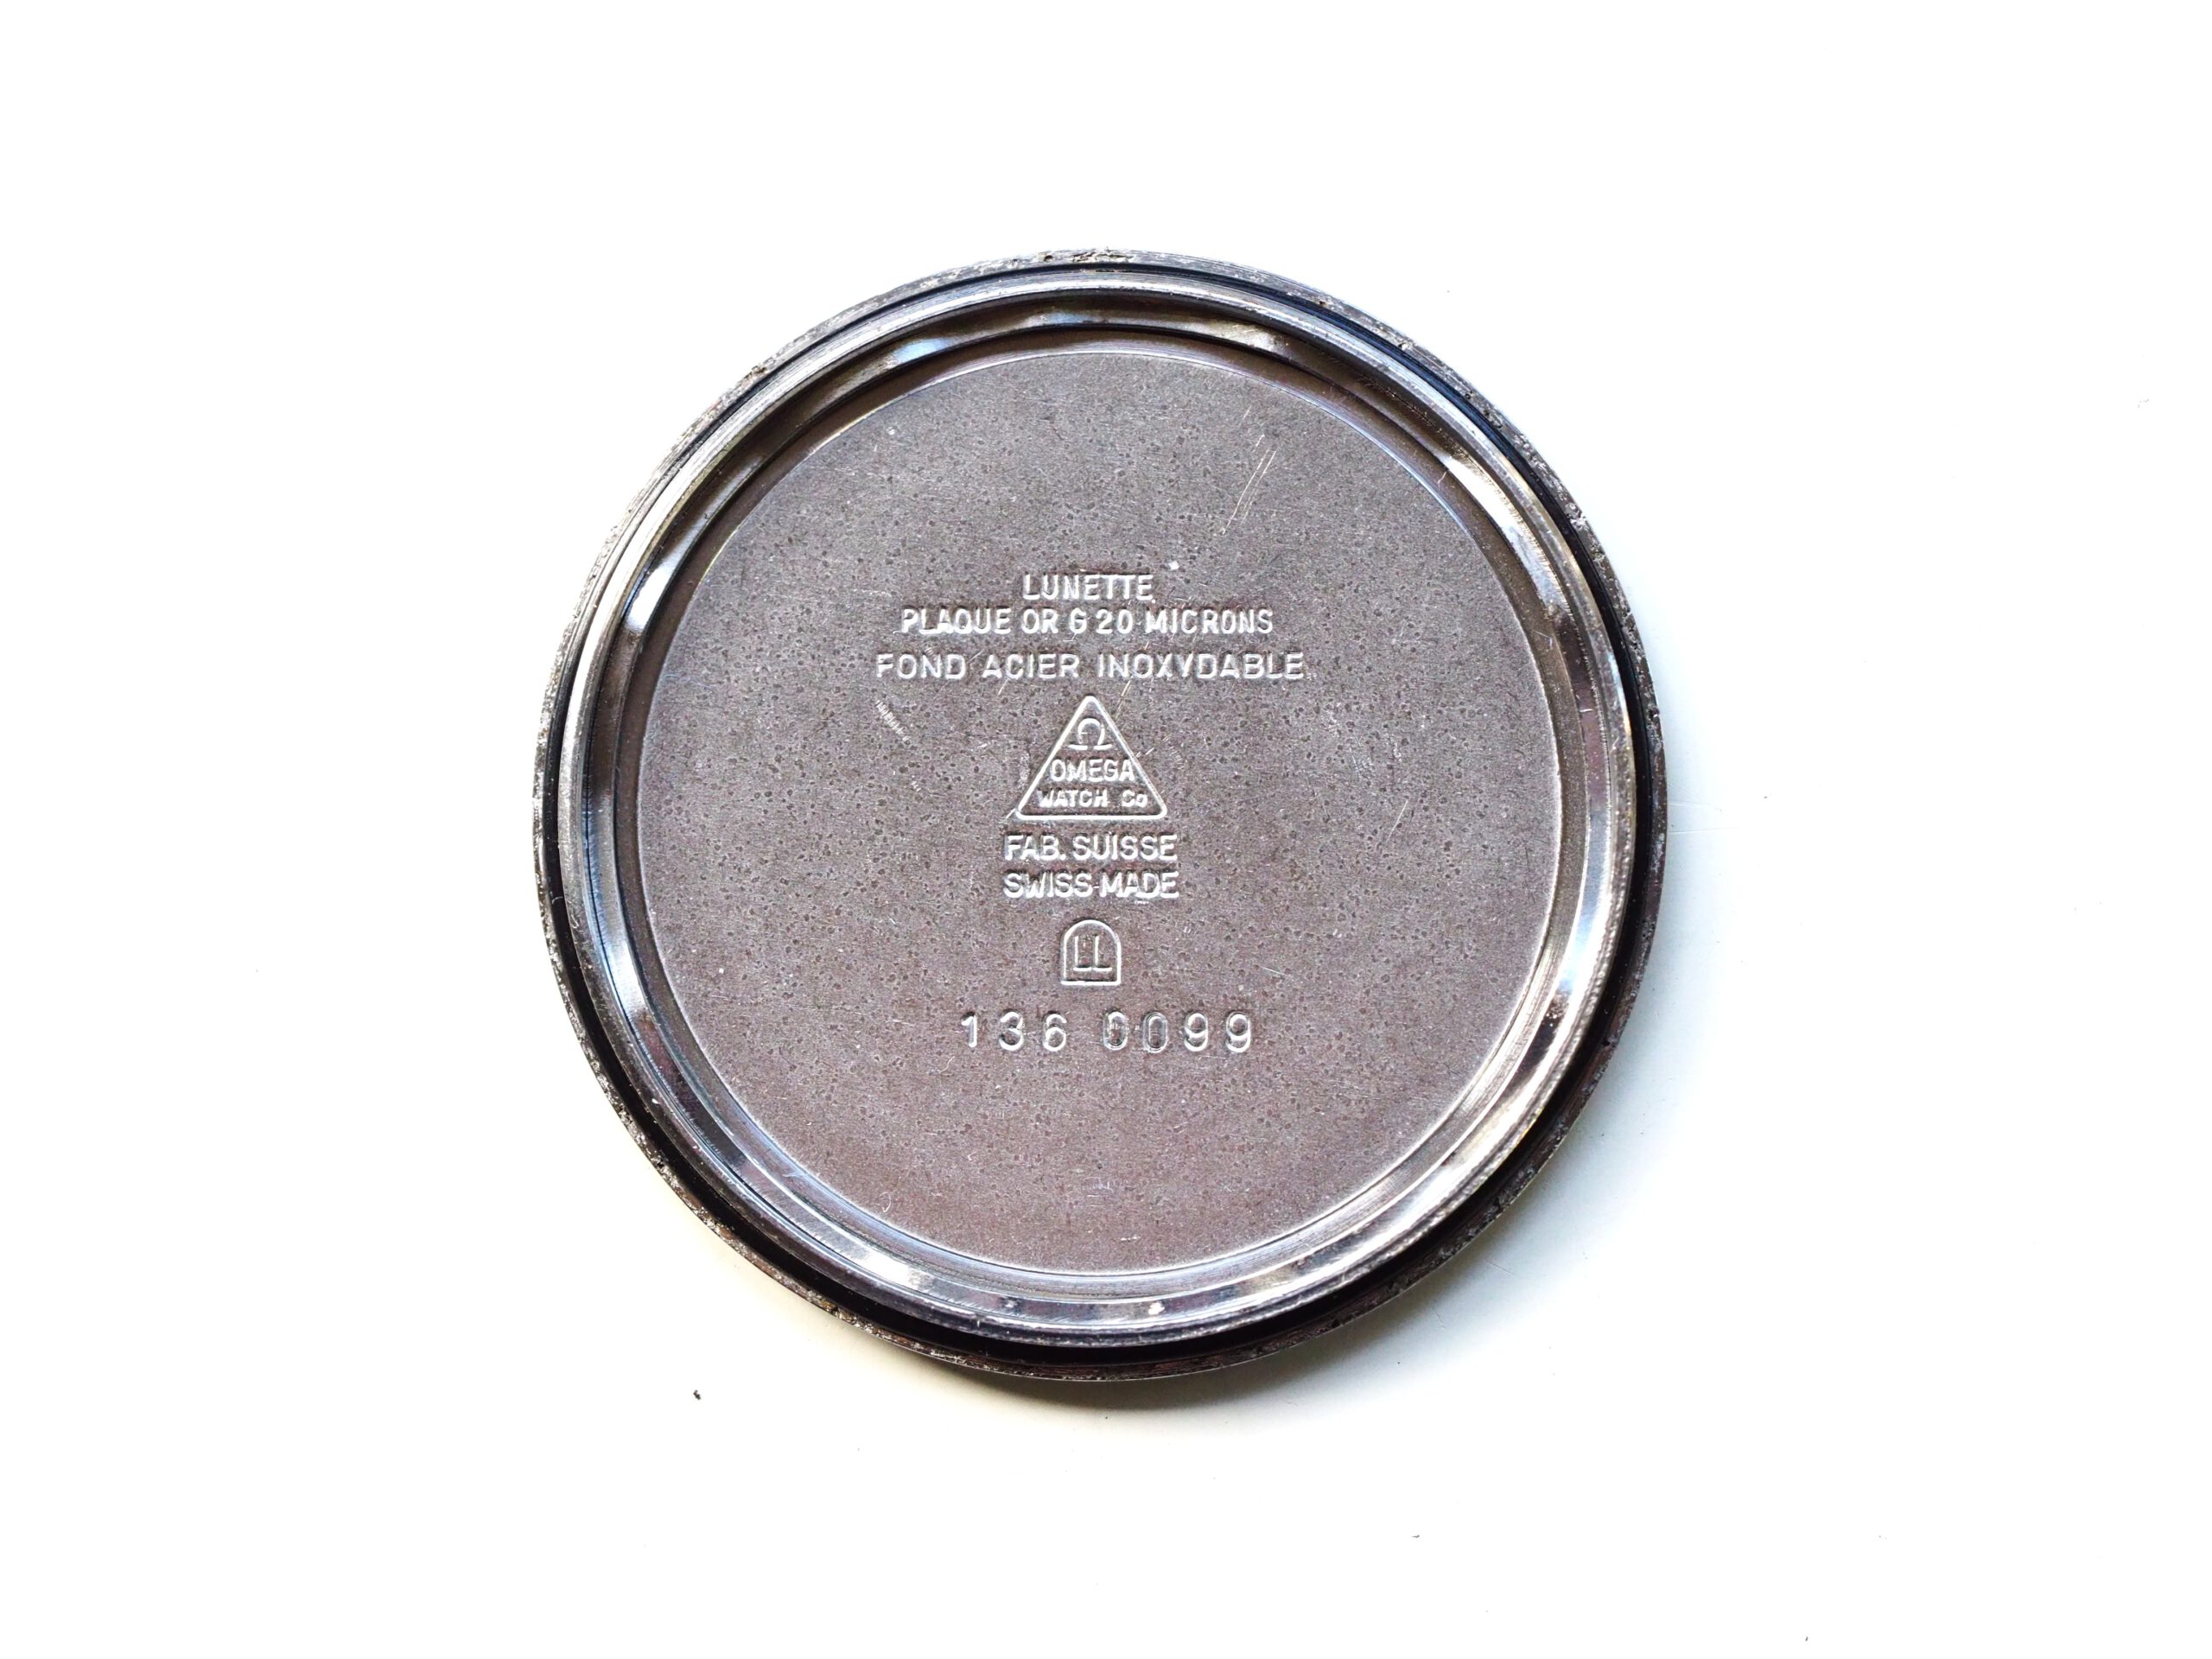 LUNETTE
PLAQUE OR G 20 MICRONS
FOND ACIER INOXYDABLE
Ω
OMEGA
WATCH Co
FAB. SUISSE
SWISS MADE
136 0099